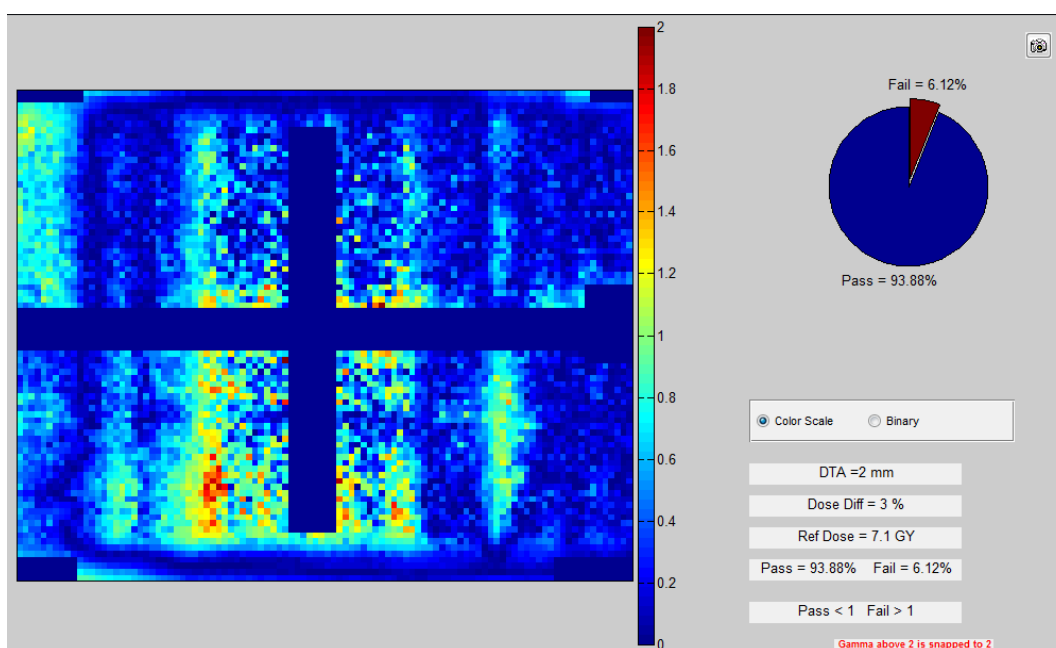 2
1.8
1.6
1.4
1.2
1
0.8
0.6
0.4
0.2
0
Fail = 6.12%
Pass = 93.88%
Color Scale Binary
DTA =2 mm
Dose Diff = 3 %
Ref Dose = 7.1 GY
Pass = 93.88% Fail = 6.12%
Pass < 1 Fail > 1
Gamma above 2 is snapped to 2